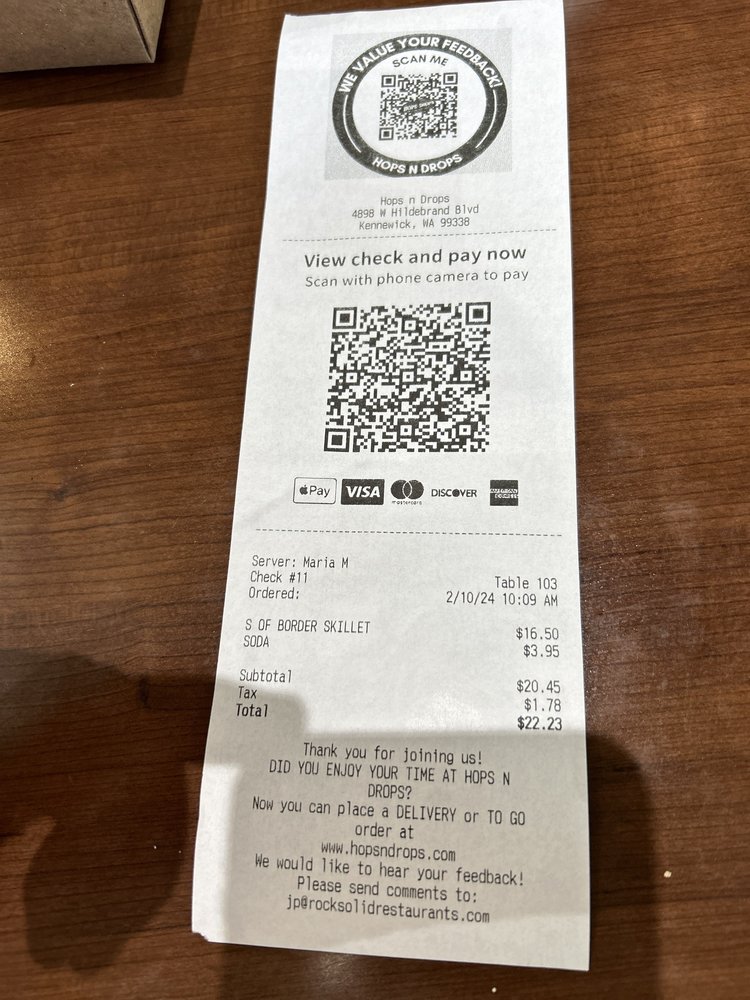 WE VALUE YOUR FEEDBACK!
SCAN ME
HOPS N DROPS
Hops n Drops
4898 W Hildebrand Blvd
Kennewick, WA 99338
View check and pay now
Scan with phone camera to pay
Pay VISA mastercard DISCOVER AMERICAN EXPRESS
Server: Maria M
Check #11 Table 103
Ordered: 2/10/24 10:09 AM
S OF BORDER SKILLET $16.50
SODA $3.95
Subtotal $20.45
Tax $1.78
Total $22.23
Thank you for joining us!
DID YOU ENJOY YOUR TIME AT HOPS N
DROPS?
Now you can place a DELIVERY or TO GO
order at
www.hopsndrops.com
We would like to hear your feedback!
Please send comments to:
jp@rocksolidrestaurants.com